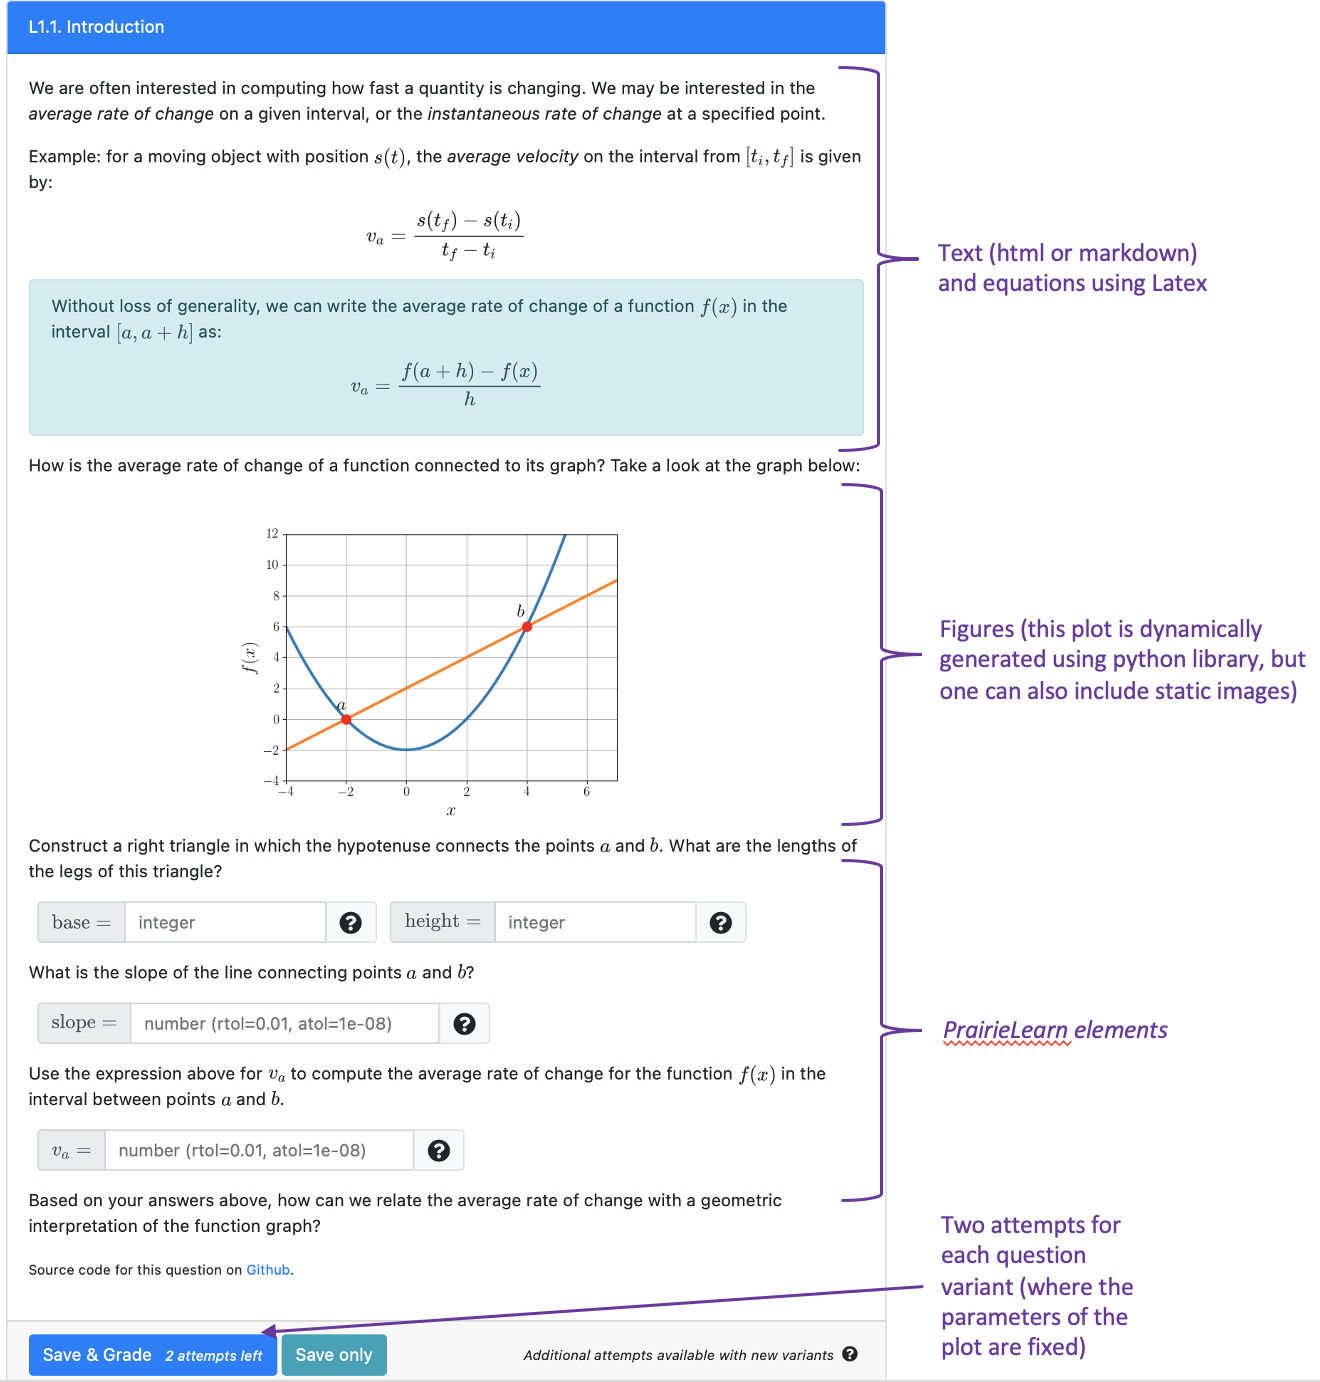 L1.1. Introduction
We are often interested in computing how fast a quantity is changing. We may be interested in the
average rate of change on a given interval, or the instantaneous rate of change at a specified point.
Example: for a moving object with position s(t), the average velocity on the interval from [t_i, t_f] is given
by:
v_a = \frac{s(t_f) − s(t_i)}{t_f − t_i}
Without loss of generality, we can write the average rate of change of a function f(x) in the
interval [a, a + h] as:
v_a = \frac{f(a + h) − f(x)}{h}
Text (html or markdown)
and equations using Latex
How is the average rate of change of a function connected to its graph? Take a look at the graph below:
12
10
8
6
4
2
0
−2
−4
f(x)
a
b
−4 −2 0 2 4 6
x
Figures (this plot is dynamically
generated using python library, but
one can also include static images)
Construct a right triangle in which the hypotenuse connects the points a and b. What are the lengths of
the legs of this triangle?
base = integer ? height = integer ?
What is the slope of the line connecting points a and b?
slope = number (rtol=0.01, atol=1e-08) ?
Use the expression above for v_a to compute the average rate of change for the function f(x) in the
interval between points a and b.
v_a = number (rtol=0.01, atol=1e-08) ?
PrairieLearn elements
Based on your answers above, how can we relate the average rate of change with a geometric
interpretation of the function graph?
Source code for this question on Github.
Two attempts for
each question
variant (where the
parameters of the
plot are fixed)
Save & Grade 2 attempts left Save only Additional attempts available with new variants ?